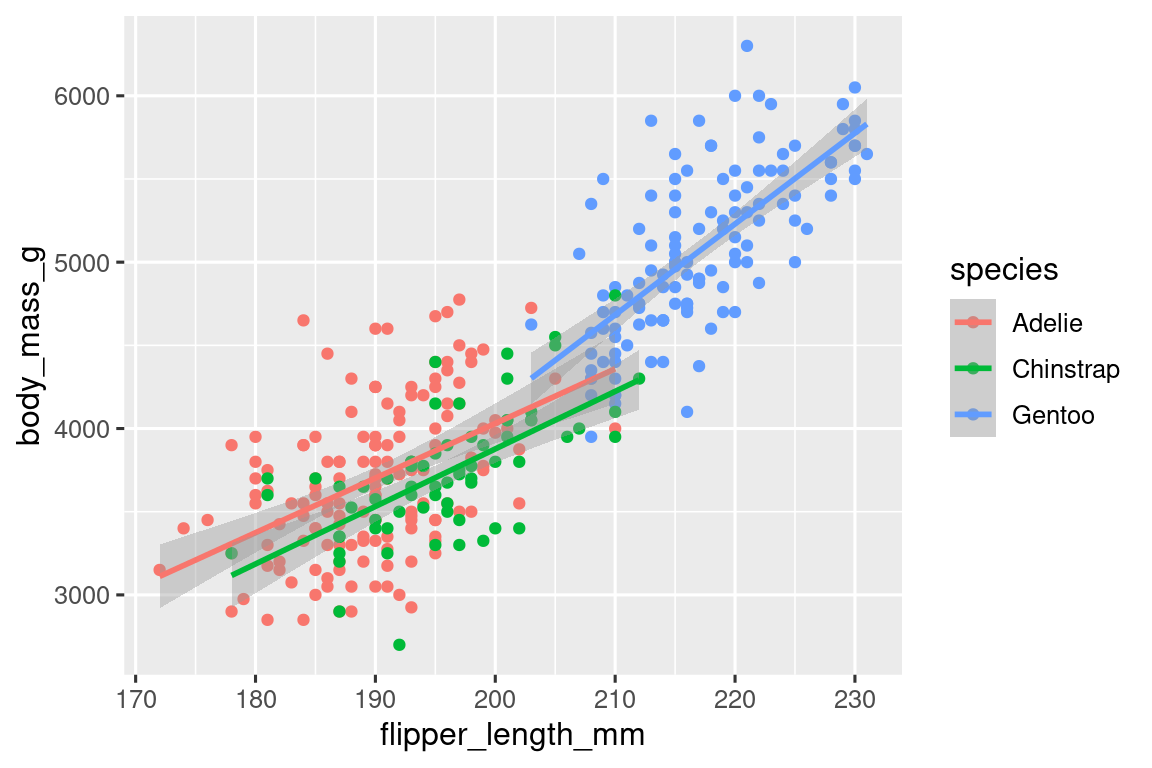 6000
5000
4000
3000
body_mass_g
170 180 190 200 210 220 230
flipper_length_mm
species
Adelie
Chinstrap
Gentoo